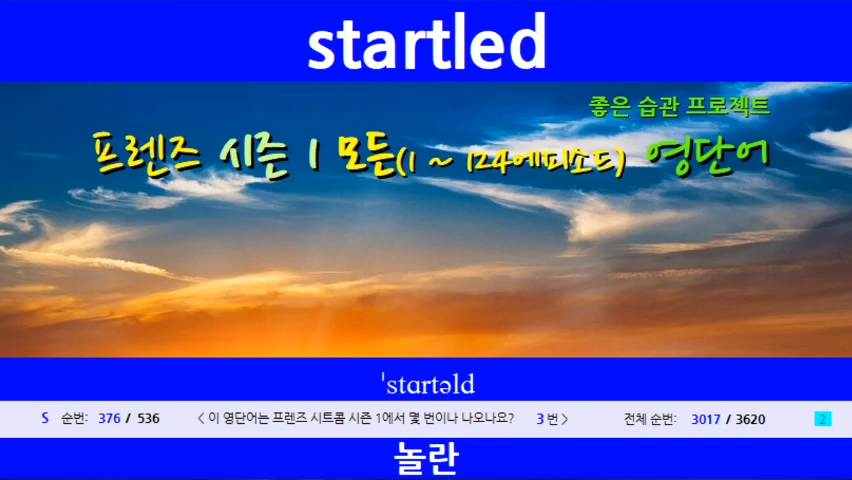 startled
좋은 습관 프로젝트
프렌즈 시즌 1 모든(1 ~ 124에피소드) 영단어
ˈstɑrtəld
S 순번: 376 / 536 < 이 영단어는 프렌즈 시트콤 시즌 1에서 몇 번이나 나오나요? 3 번 > 전체 순번: 3017 / 3620 2
놀란